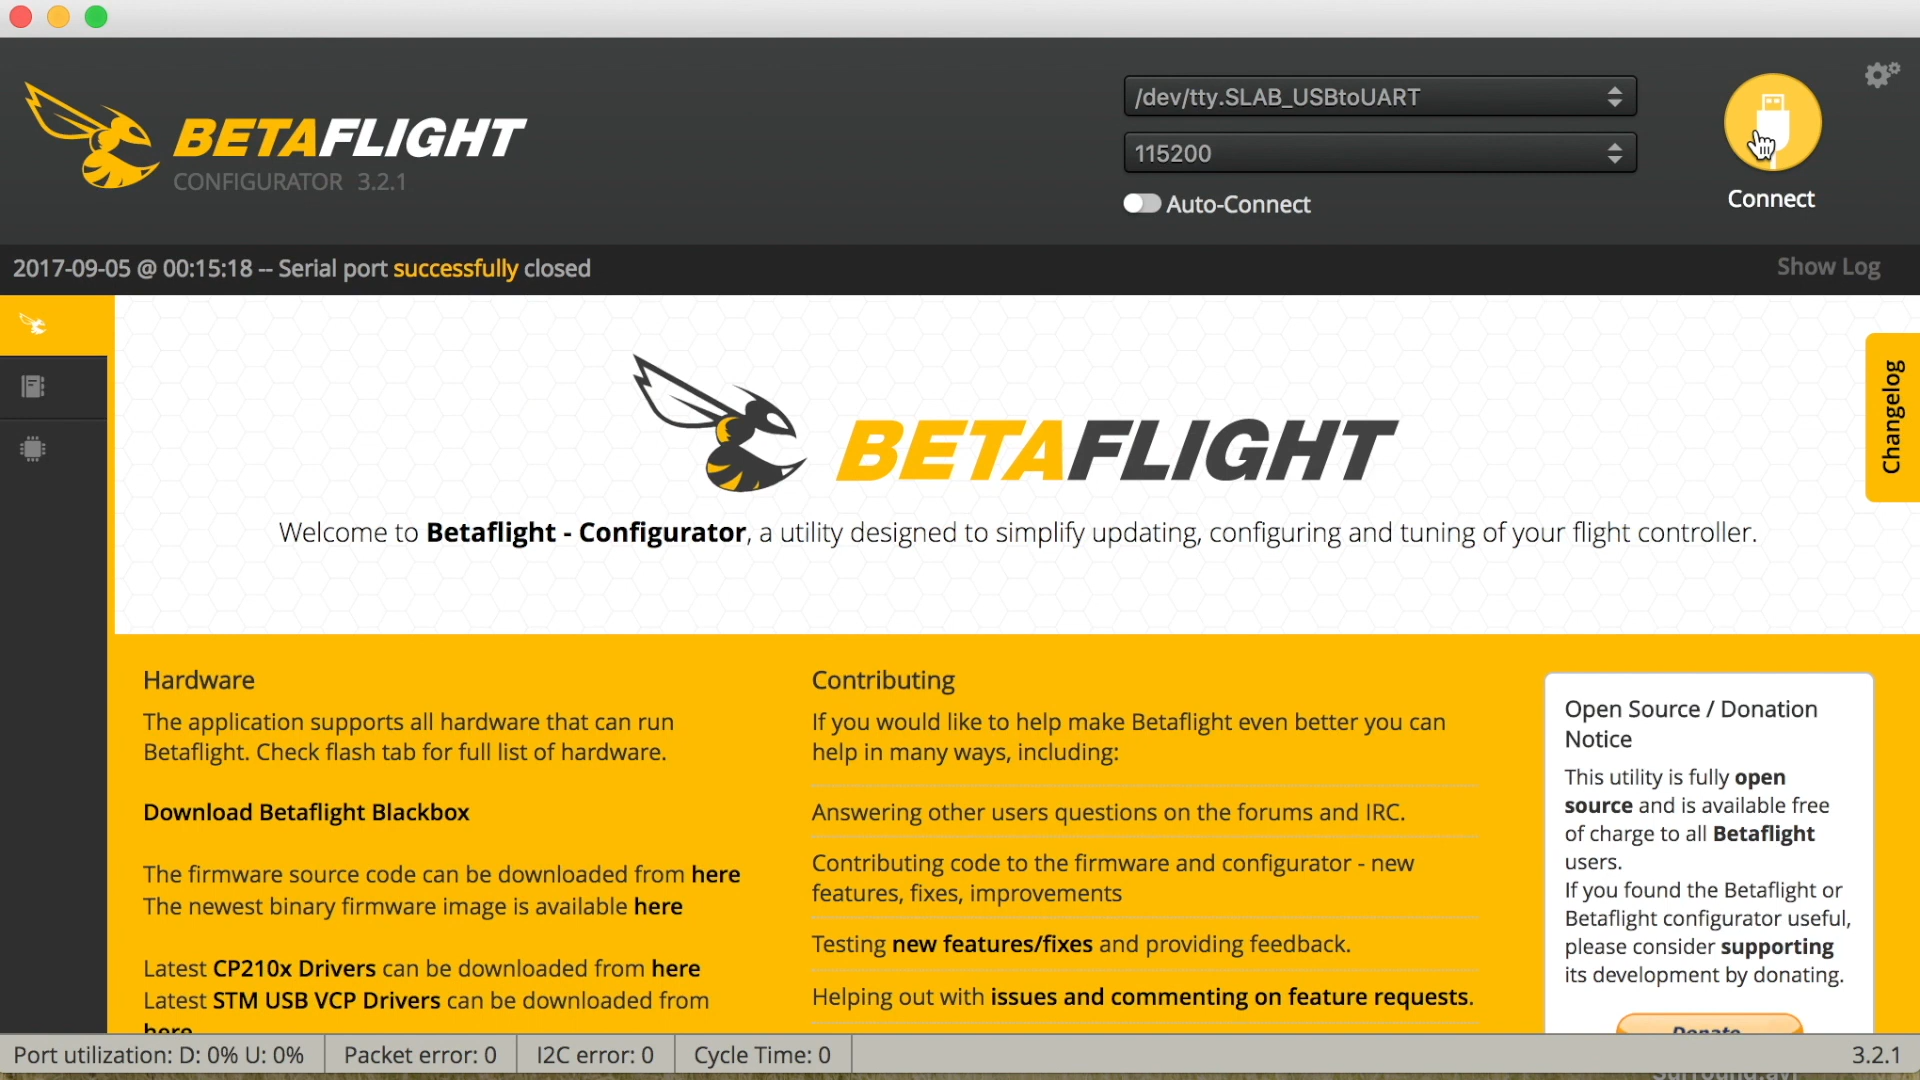 BETAFLIGHT
CONFIGURATOR 3.2.1
/dev/tty.SLAB_USBtoUART
115200
Auto-Connect
Connect
2017-09-05 @ 00:15:18 -- Serial port successfully closed
Show Log
Changelog
BETAFLIGHT
Welcome to Betaflight - Configurator, a utility designed to simplify updating, configuring and tuning of your flight controller.
Hardware
The application supports all hardware that can run
Betaflight. Check flash tab for full list of hardware.
Download Betaflight Blackbox
The firmware source code can be downloaded from here
The newest binary firmware image is available here
Latest CP210x Drivers can be downloaded from here
Latest STM USB VCP Drivers can be downloaded from
here
Contributing
If you would like to help make Betaflight even better you can
help in many ways, including:
Answering other users questions on the forums and IRC.
Contributing code to the firmware and configurator - new
features, fixes, improvements
Testing new features/fixes and providing feedback.
Helping out with issues and commenting on feature requests.
Open Source / Donation
Notice
This utility is fully open
source and is available free
of charge to all Betaflight
users.
If you found the Betaflight or
Betaflight configurator useful,
please consider supporting
its development by donating.
Donate
Port utilization: D: 0% U: 0%
Packet error: 0
I2C error: 0
Cycle Time: 0
3.2.1